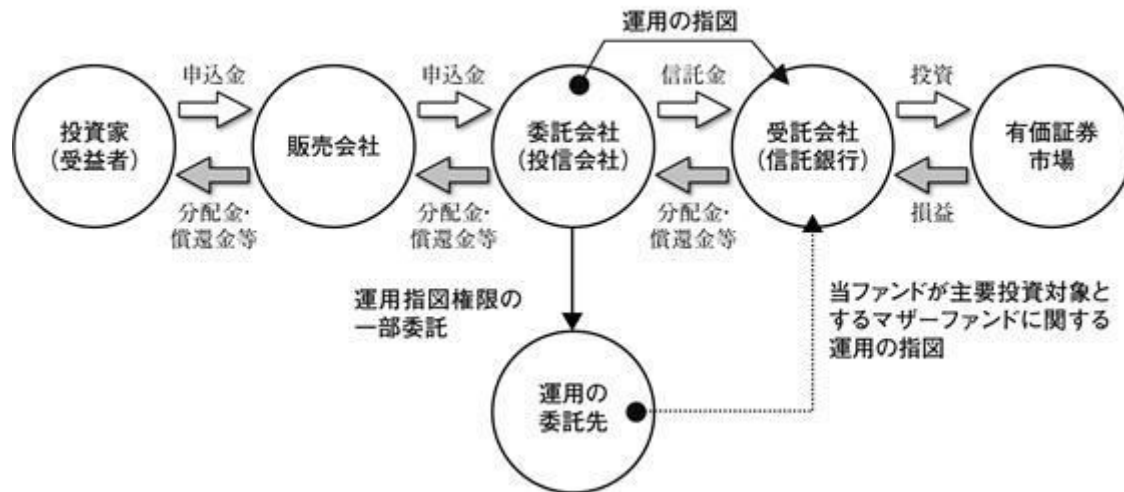 運用の指図
申込金
申込金
信託金
投資
投資家
(受益者)
販売会社
委託会社
(投信会社)
受託会社
(信託銀行)
有価証券
市場
分配金・
償還金等
分配金・
償還金等
分配金・
償還金等
損益
運用指図権限の
一部委託
当ファンドが主要投資対象と
するマザーファンドに関する
運用の指図
運用の
委託先